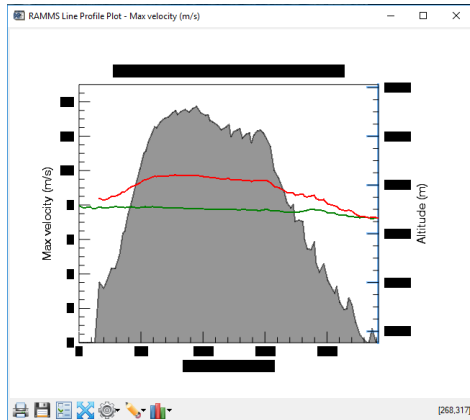 RAMMS Line Profile Plot - Max velocity (m/s)
Max velocity (m/s)
Altitude (m)
[268,317]